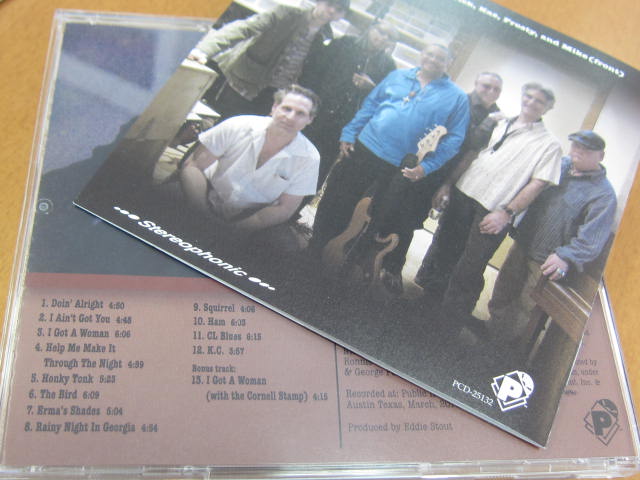 Prosty, and Mike (front)
Stereophonic
PCD-25132
P
1. Doin' Alright 4:50
2. I Ain't Got You 4:48
3. I Got A Woman 6:06
4. Help Me Make It
Through The Night 4:59
5. Honky Tonk 5:23
6. The Bird 6:09
7. Erma's Shades 5:04
8. Rainy Night In Georgia 4:54
9. Squirrel 4:06
10. Ham 6:03
11. CL Blues 6:15
12. K.C. 3:57
Bonus track:
13. I Got A Woman
(with the Cornell Stamp) 4:15
& George
Recorded at:
Austin Texas, March,
Produced by Eddie Stout
P